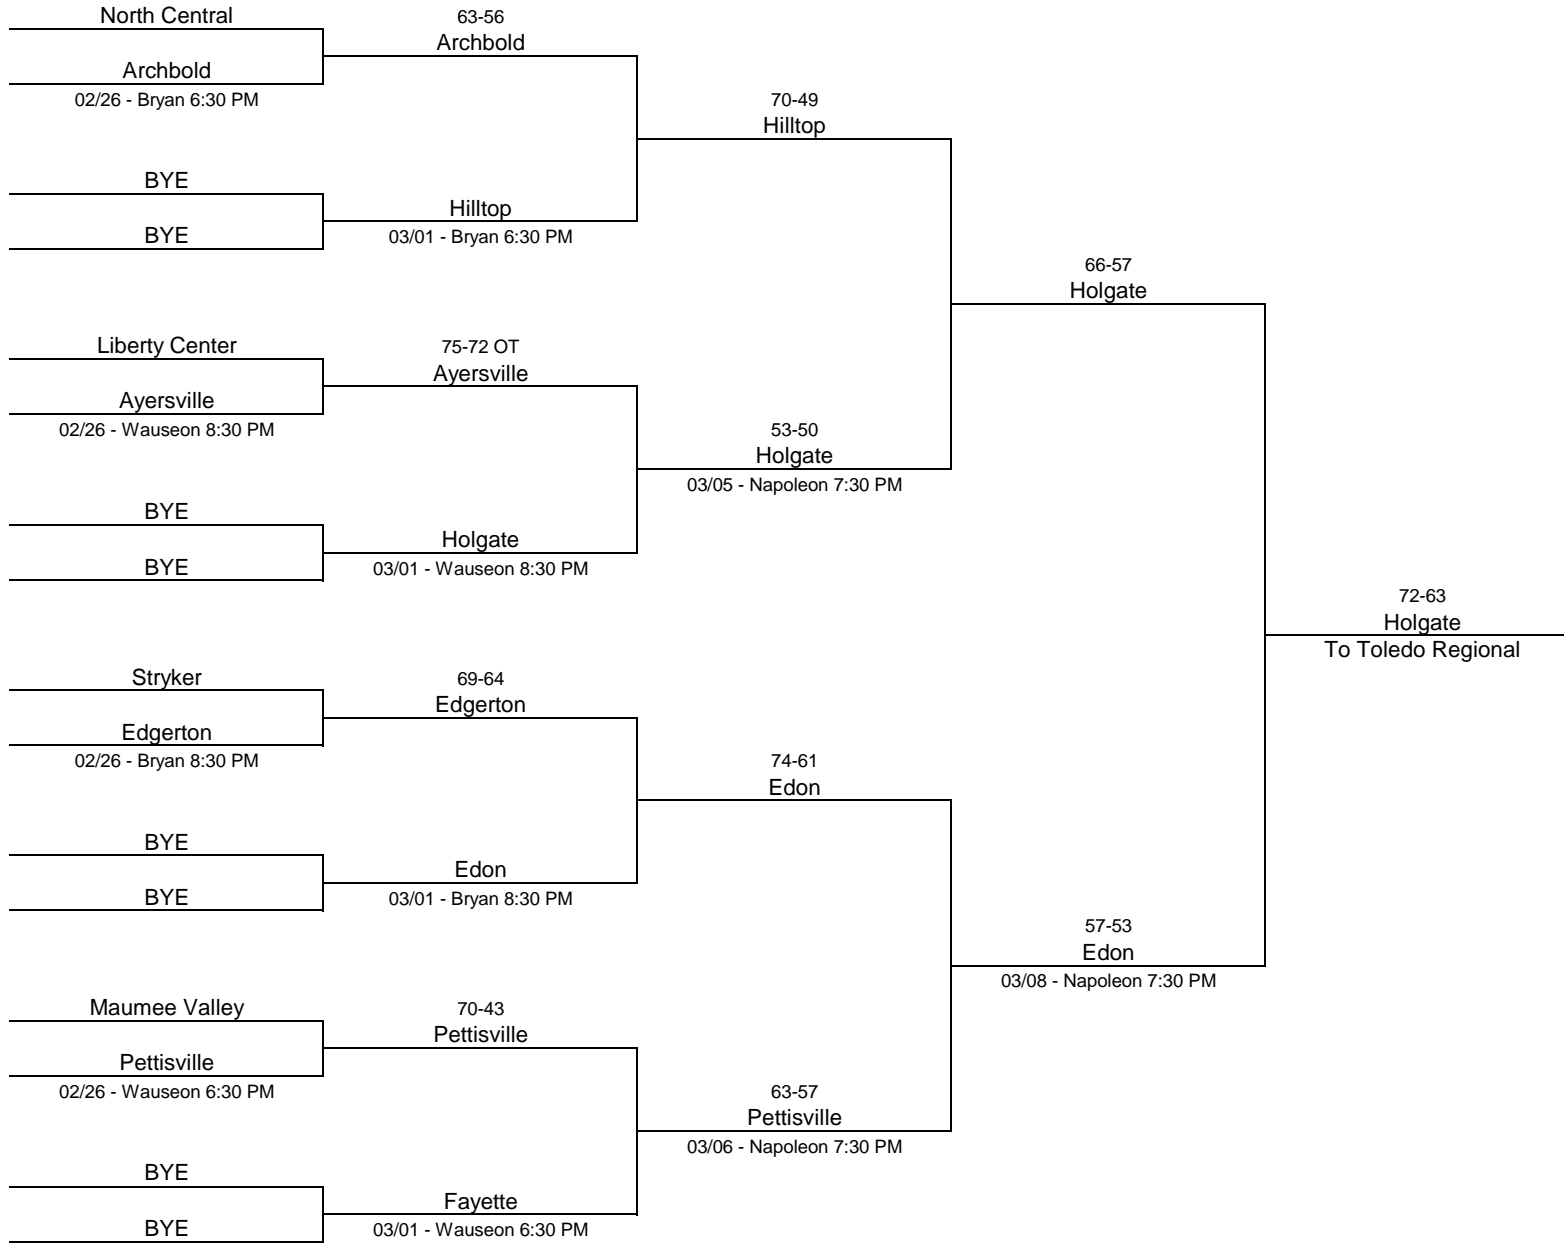 North Central
Archbold
02/26 - Bryan 6:30 PM
BYE
BYE
Liberty Center
Ayersville
02/26 - Wauseon 8:30 PM
BYE
BYE
Stryker
Edgerton
02/26 - Bryan 8:30 PM
BYE
BYE
Maumee Valley
Pettisville
02/26 - Wauseon 6:30 PM
BYE
BYE
63-56
Archbold
Hilltop
03/01 - Bryan 6:30 PM
75-72 OT
Ayersville
Holgate
03/01 - Wauseon 8:30 PM
69-64
Edgerton
Edon
03/01 - Bryan 8:30 PM
70-43
Pettisville
Fayette
03/01 - Wauseon 6:30 PM
70-49
Hilltop
53-50
Holgate
03/05 - Napoleon 7:30 PM
74-61
Edon
63-57
Pettisville
03/06 - Napoleon 7:30 PM
66-57
Holgate
57-53
Edon
03/08 - Napoleon 7:30 PM
72-63
Holgate
To Toledo Regional